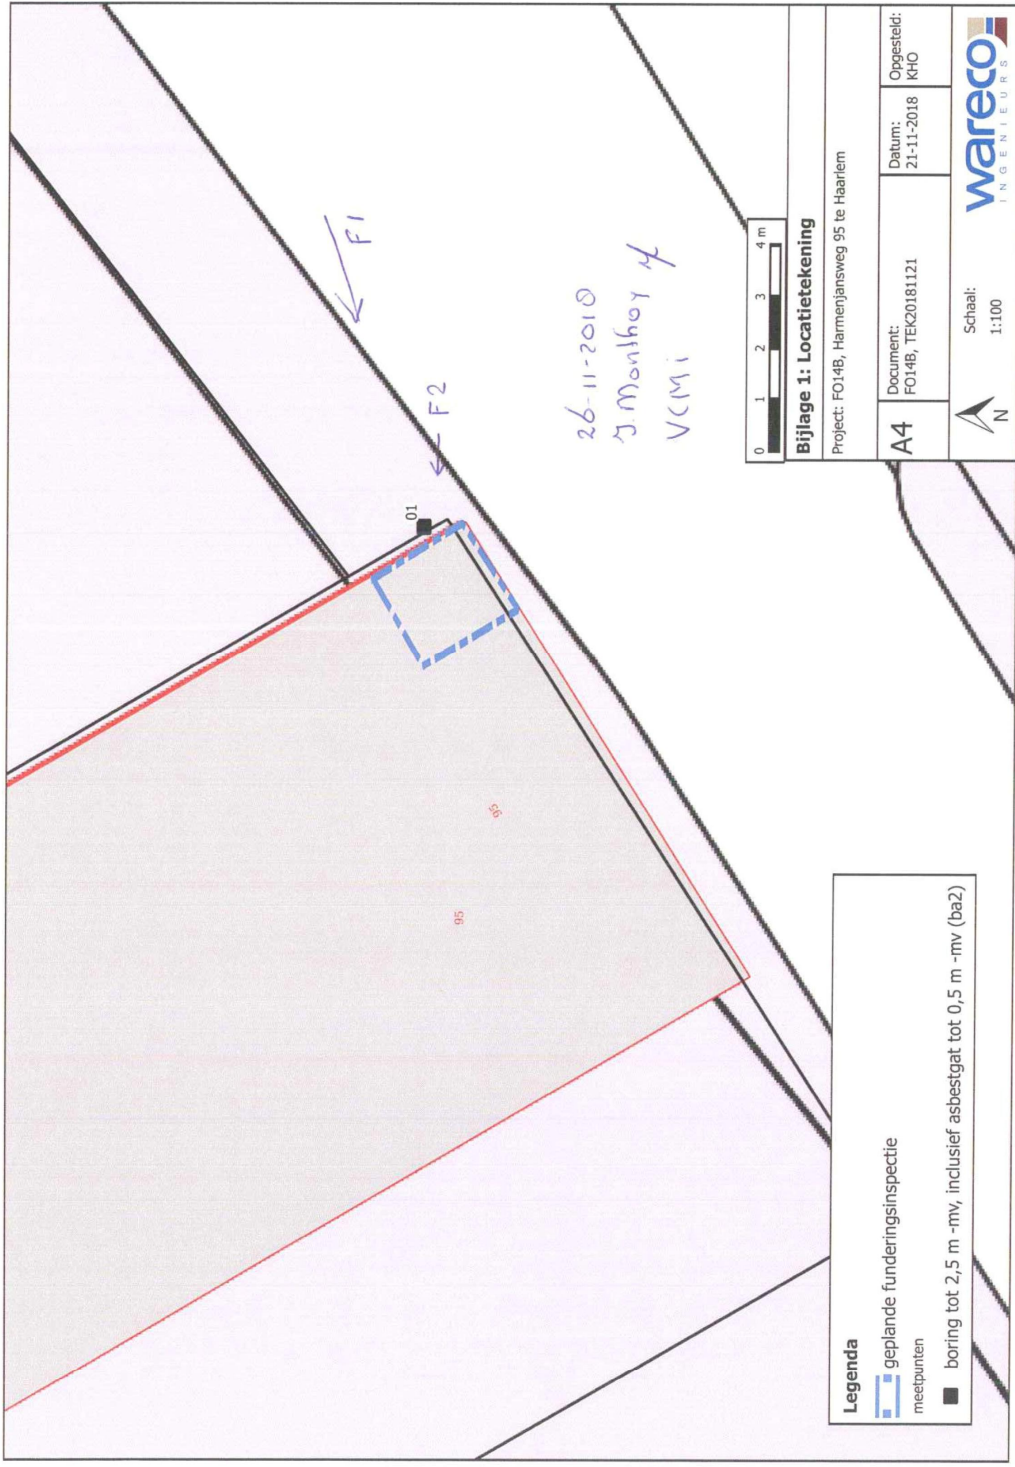 F1
F2
01
26-11-2018
VCMi
95
95
0 1 2 3 4 m
Bijlage 1: Locatietekening
Project: FO14B, Harmenjansweg 95 te Haarlem
A4
Document:
FO14B, TEK20181121
Datum:
21-11-2018
Opgesteld:
KHO
N
Schaal:
1:100
wareco
INGENIEURS
Legenda
geplande funderingsinspectie
meetpunten
boring tot 2,5 m -mv, inclusief asbestgat tot 0,5 m -mv (ba2)